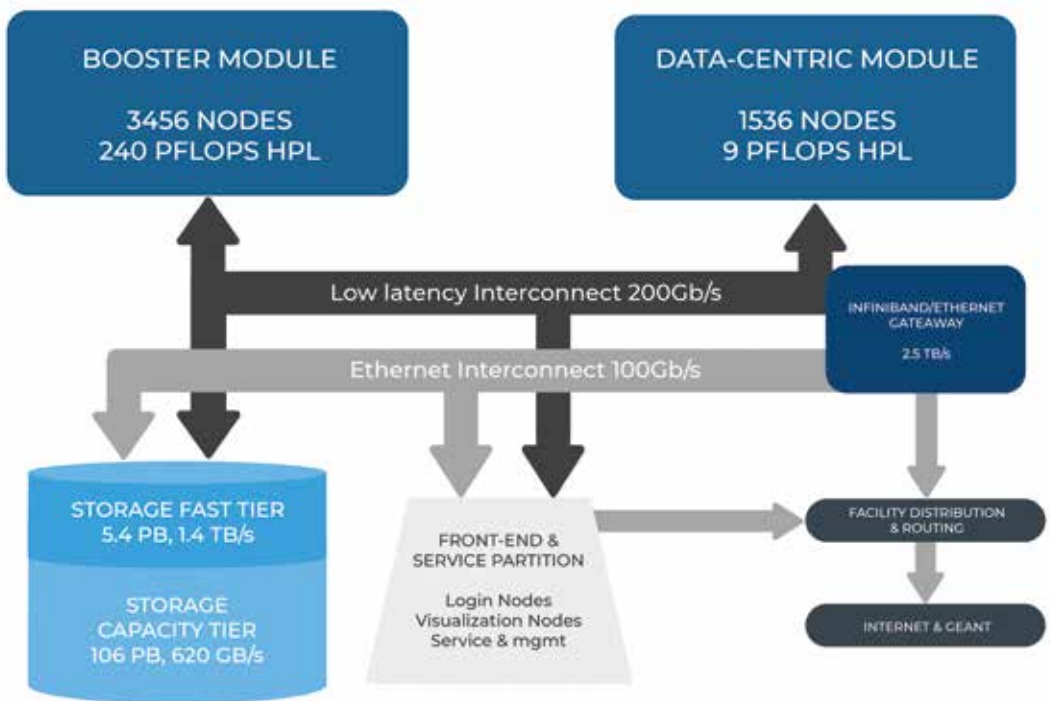 BOOSTER MODULE
3456 NODES
240 PFLOPS HPL
DATA-CENTRIC MODULE
1536 NODES
9 PFLOPS HPL
Low latency Interconnect 200Gb/s
INFINIBAND/ETHERNET
GATEAWAY
2.5 TB/s
Ethernet Interconnect 100Gb/s
STORAGE FAST TIER
5.4 PB, 1.4 TB/s
STORAGE
CAPACITY TIER
106 PB, 620 GB/s
FRONT-END &
SERVICE PARTITION
Login Nodes
Visualization Nodes
Service & mgmt
FACILITY DISTRIBUTION
& ROUTING
INTERNET & GEANT